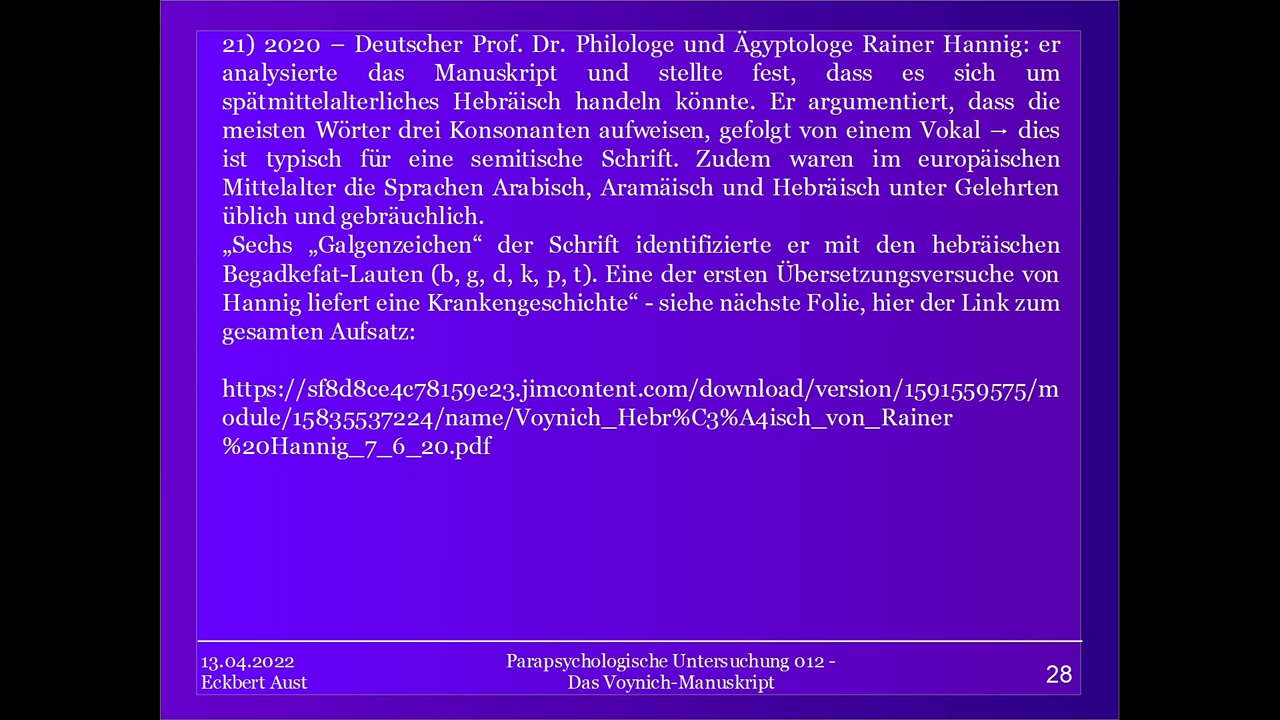 21) 2020 – Deutscher Prof. Dr. Philologe und Ägyptologe Rainer Hannig: er
analysierte das Manuskript und stellte fest, dass es sich um
spätmittelalterliches Hebräisch handeln könnte. Er argumentiert, dass die
meisten Wörter drei Konsonanten aufweisen, gefolgt von einem Vokal → dies
ist typisch für eine semitische Schrift. Zudem waren im europäischen
Mittelalter die Sprachen Arabisch, Aramäisch und Hebräisch unter Gelehrten
üblich und gebräuchlich.
„Sechs „Galgenzeichen“ der Schrift identifizierte er mit den hebräischen
Begadkefat-Lauten (b, g, d, k, p, t). Eine der ersten Übersetzungsversuche von
Hannig liefert eine Krankengeschichte“ - siehe nächste Folie, hier der Link zum
gesamten Aufsatz:
https://sf8d8ce4c78159e23.jimcontent.com/download/version/1591559575/m
odule/15835537224/name/Voynich_Hebr%C3%A4isch_von_Rainer
%20Hannig_7_6_20.pdf
13.04.2022
Eckbert Aust
Parapsychologische Untersuchung 012 -
Das Voynich-Manuskript
28